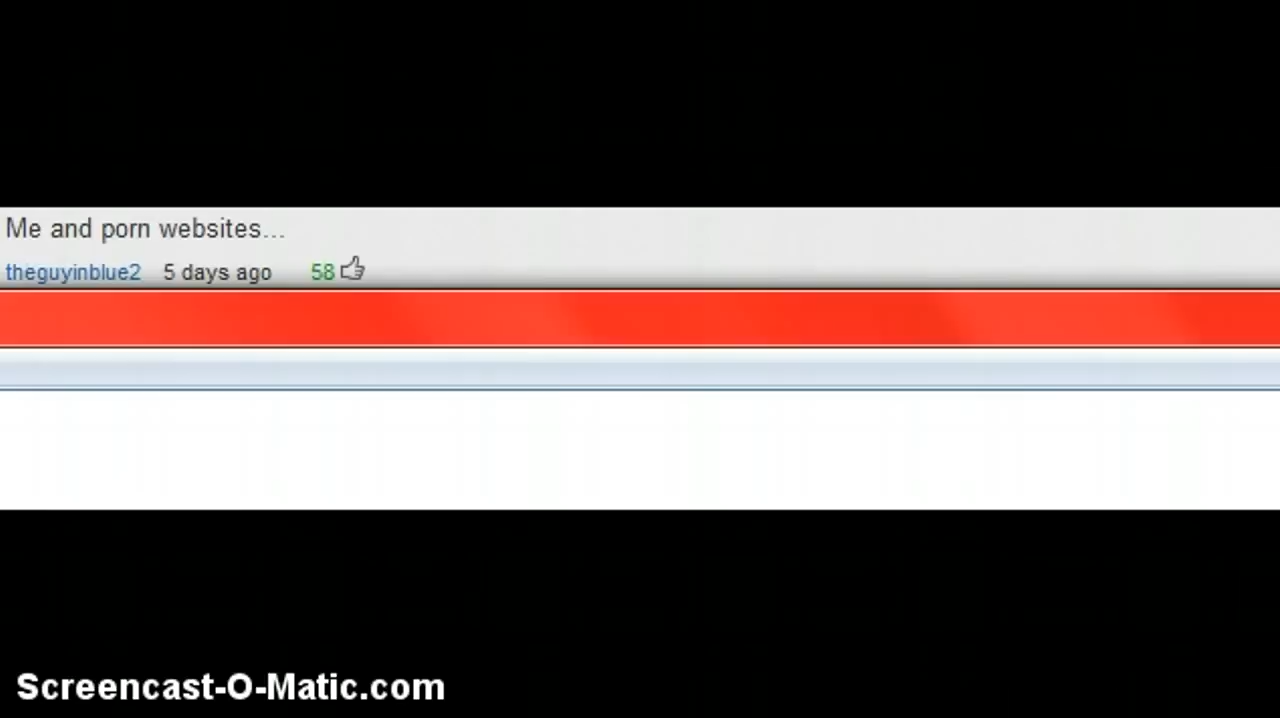 Me and porn websites...
theguyinblue2 5 days ago 58
Screencast-O-Matic.com